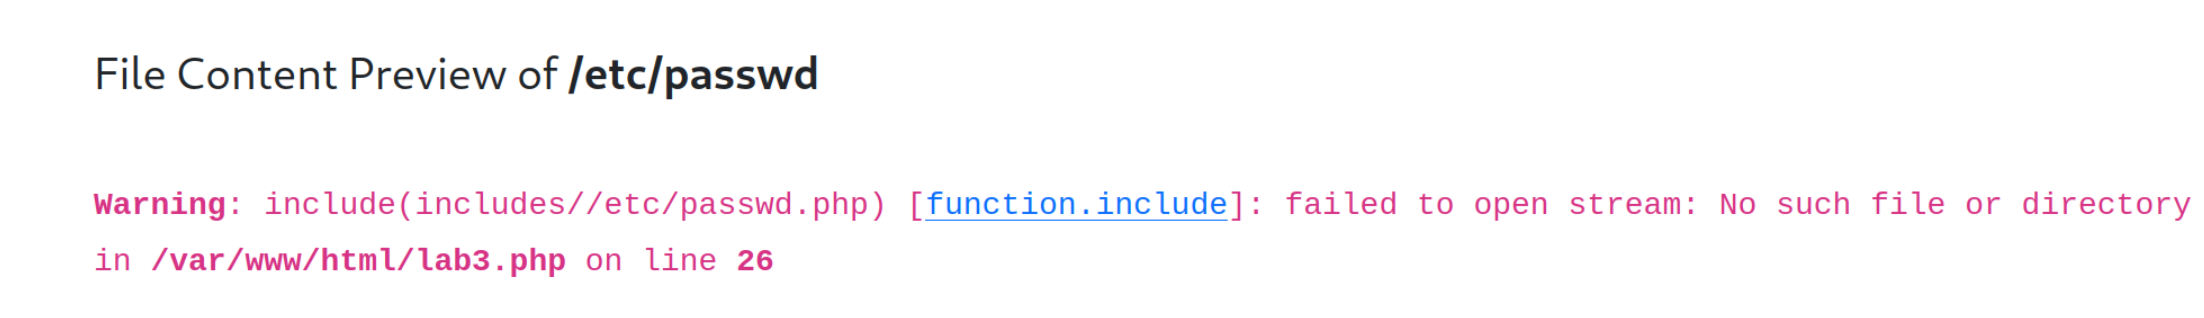 File Content Preview of /etc/passwd
Warning: include(includes//etc/passwd.php) [function.include]: failed to open stream: No such file or directory
in /var/www/html/lab3.php on line 26